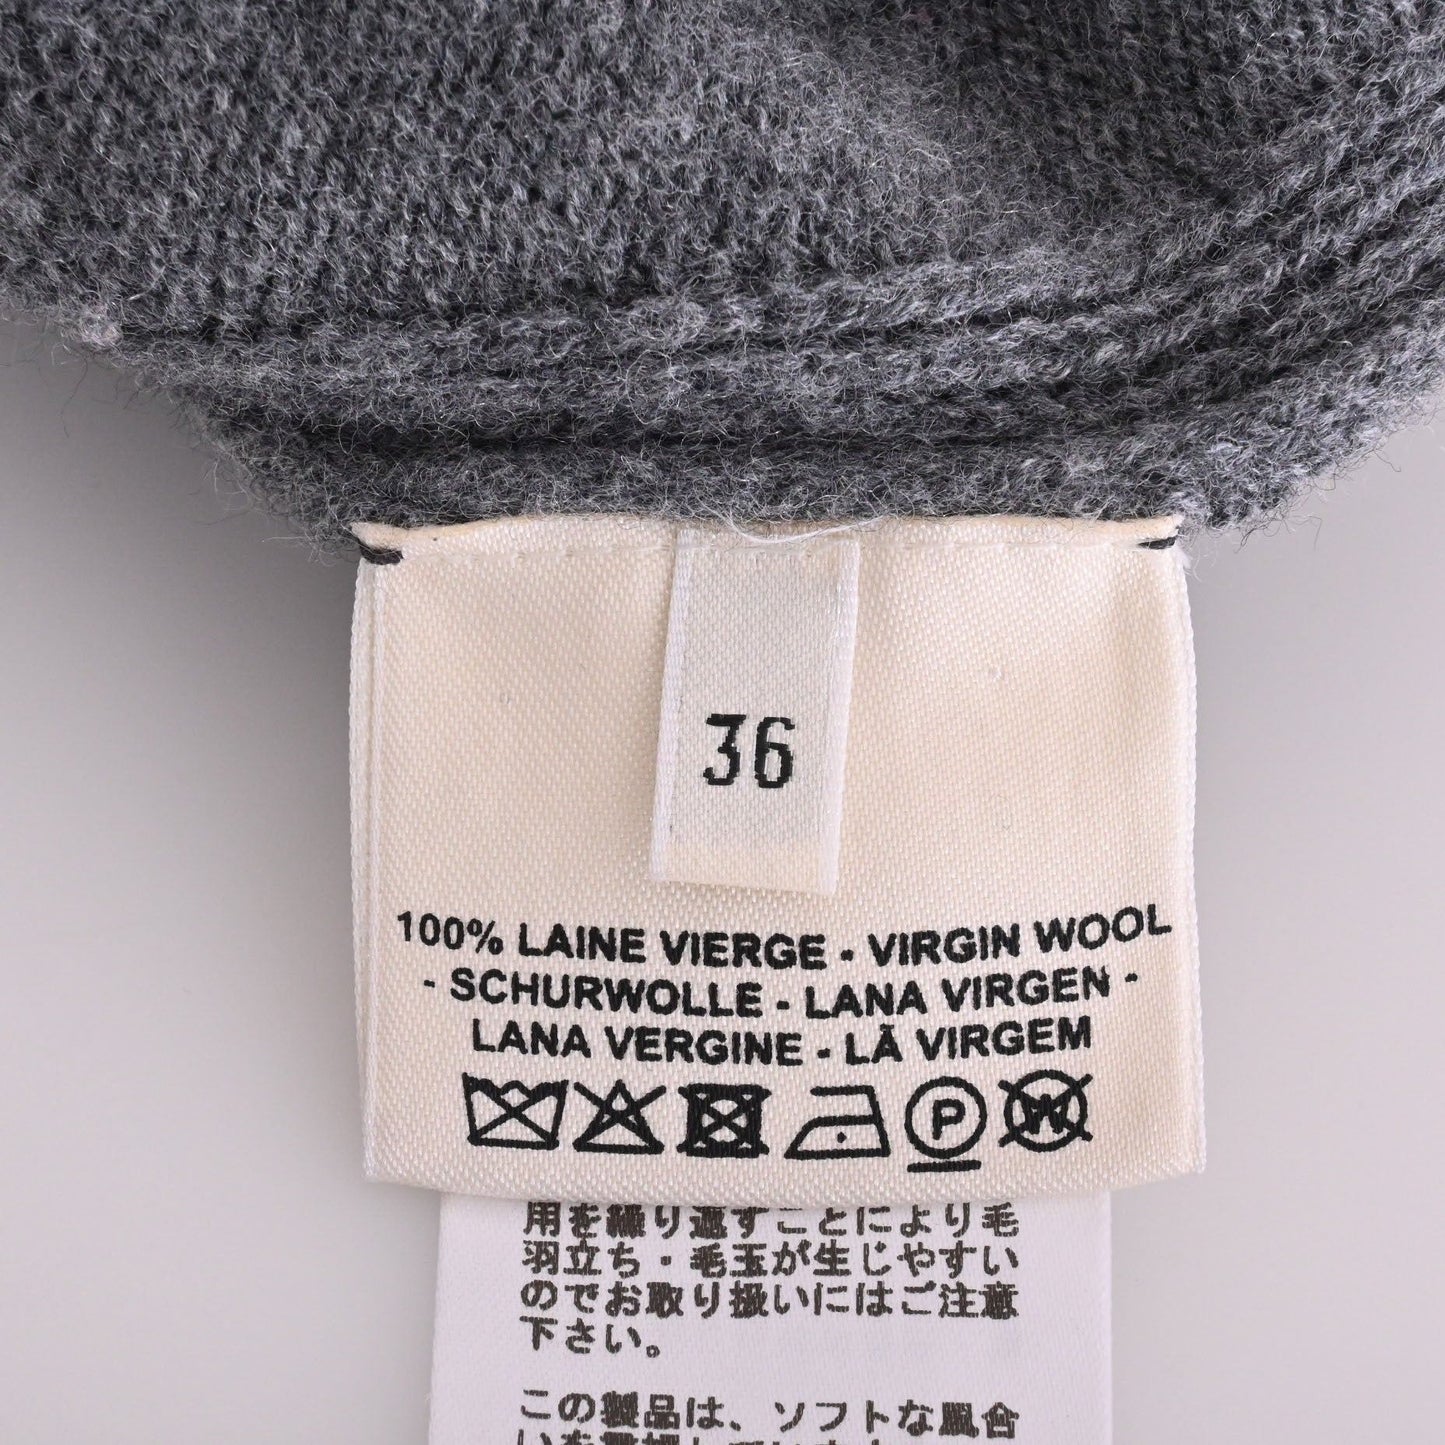 36
100% LAINE VIERGE - VIRGIN WOOL
- SCHURWOLLE - LANA VIRGEN -
LANA VERGINE - LÃ VIRGEM
P
W
用を繰り返すことにより毛
羽立ち・毛玉が生じやすい
のでお取り扱いにはご注意
下さい。
この製品は、ソフトな風合